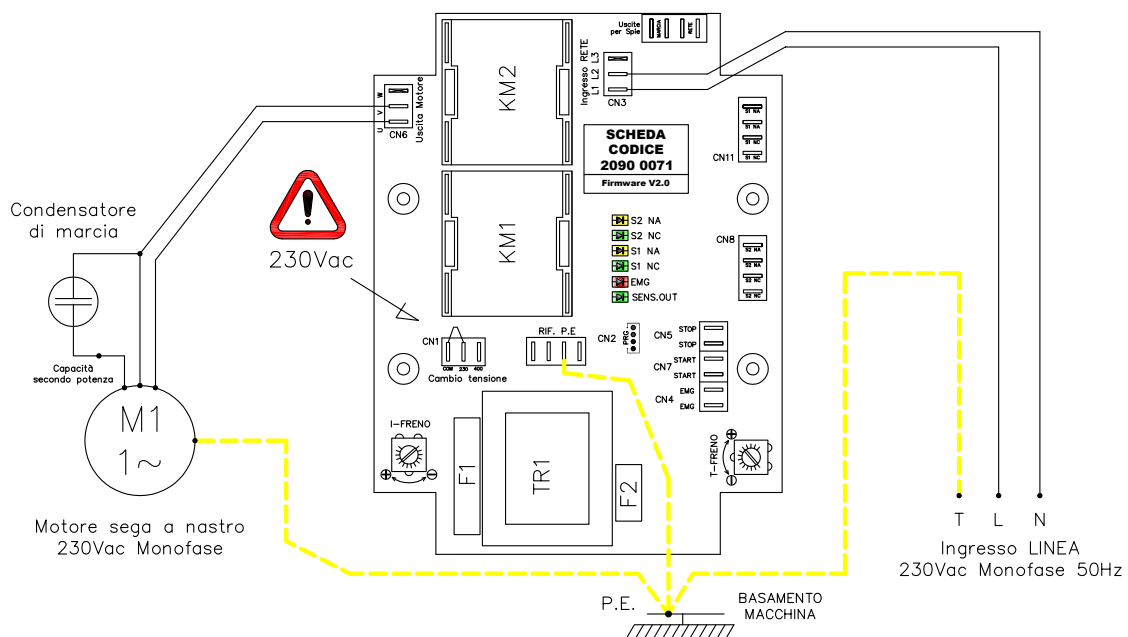 Uscite
per Spie
MARCIA
RETE
Ingresso RETE
L1 L2 L3
CN3
KM2
W
V
U
Uscita Motore
CN6
SCHEDA
CODICE
2090 0071
Firmware V2.0
S1 NA
S1 NA
S1 NC
S1 NC
CN11
Condensatore
di marcia
230Vac
KM1
S2 NA
S2 NC
S1 NA
S1 NC
EMG
SENS.OUT
CN8
S2 NA
S2 NA
S2 NC
S2 NC
CN1
COM 230 400
Cambio tensione
RIF. P.E
CN2
PRG
CN5
STOP
STOP
CN7
START
START
CN4
EMG
EMG
Capacità
secondo potenza
M1
1~
I-FRENO
F1
TR1
F2
T-FRENO
Motore sega a nastro
230Vac Monofase
T L N
Ingresso LINEA
230Vac Monofase 50Hz
P.E.
BASAMENTO
MACCHINA